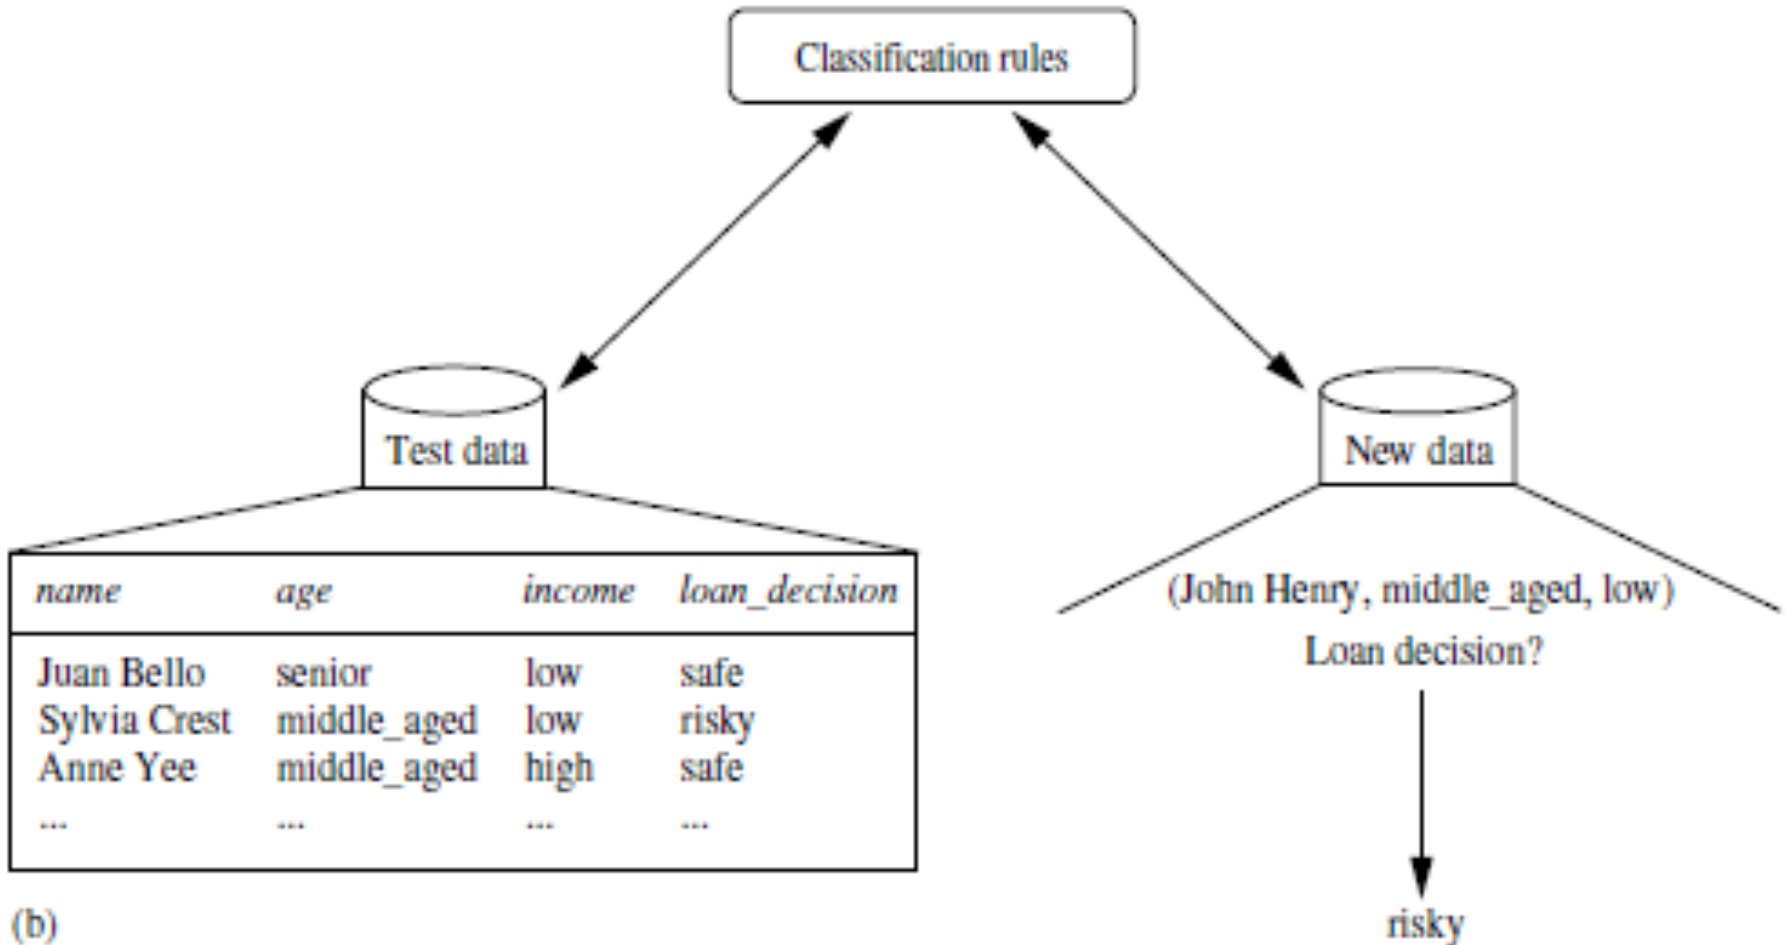 Classification rules
Test data
name age income loan_decision
Juan Bello senior low safe
Sylvia Crest middle_aged low risky
Anne Yee middle_aged high safe
... ... ... ...
(b)
New data
(John Henry, middle_aged, low)
Loan decision?
risky